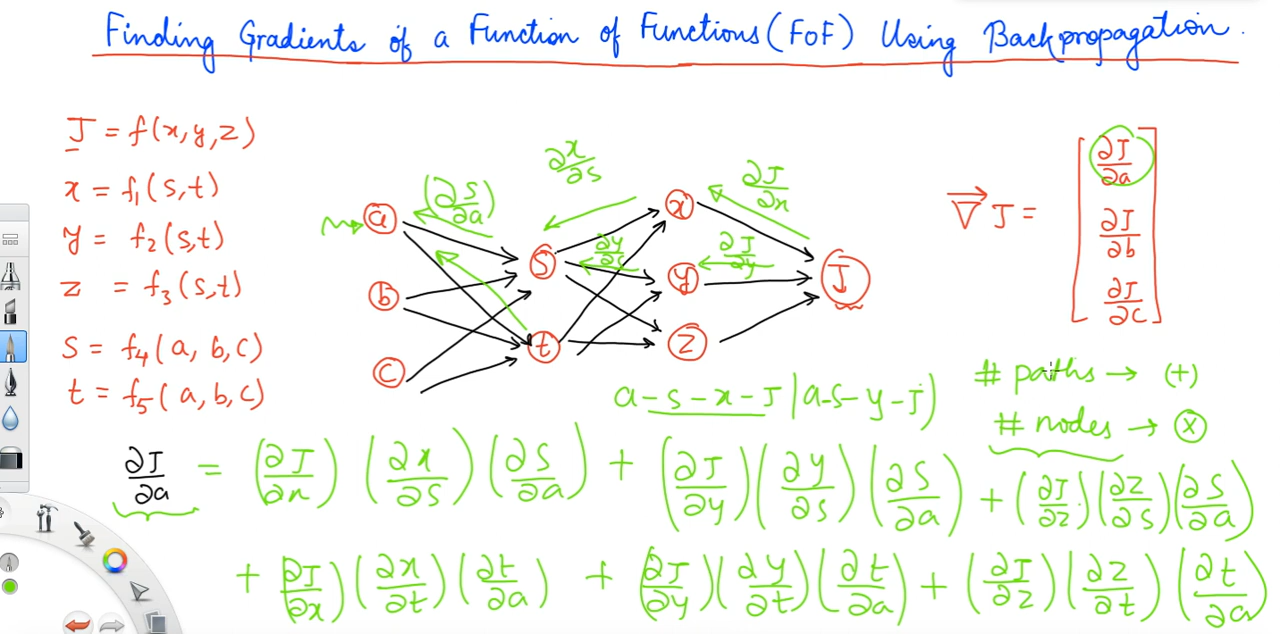 Finding Gradients of a Function of Functions (FoF) Using Backpropagation.
J = f(x, y, z)
x = f₁(s, t)
y = f₂(s, t)
z = f₃(s, t)
s = f₄(a, b, c)
t = f₅(a, b, c)
(∂s/∂a)
∂x/∂s
∂J/∂x
∂y/∂s
∂J/∂y
a
b
c
s
t
x
y
z
J
∇J = [∂J/∂a
∂J/∂b
∂J/∂c]
a-s-x-J | a-s-y-J)
# paths → (+)
# nodes → ⊗
∂J/∂a = (∂J/∂x) (∂x/∂s) (∂s/∂a) + (∂J/∂y) (∂y/∂s) (∂s/∂a) + (∂J/∂z) (∂z/∂s) (∂s/∂a)
+ (∂J/∂x) (∂x/∂t) (∂t/∂a) + (∂J/∂y) (∂y/∂t) (∂t/∂a) + (∂J/∂z) (∂z/∂t) (∂t/∂a)